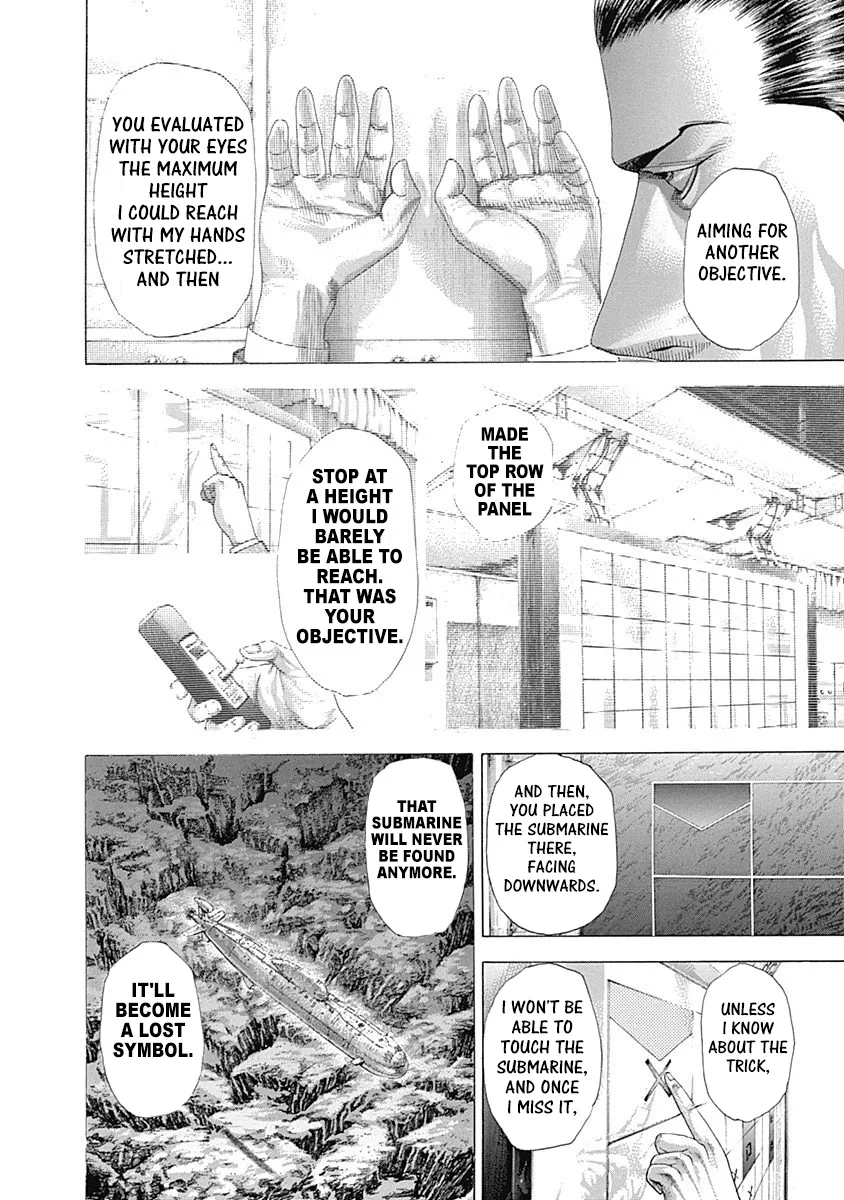 AIMING FOR
ANOTHER
OBJECTIVE.
YOU EVALUATED
WITH YOUR EYES
THE MAXIMUM
HEIGHT
I COULD REACH
WITH MY HANDS
STRETCHED...
AND THEN
MADE
THE
TOP ROW
OF THE
PANEL
STOP AT
A HEIGHT
I WOULD
BARELY
BE ABLE TO
REACH.
THAT WAS
YOUR
OBJECTIVE.
AND THEN,
YOU PLACED
THE SUBMARINE
THERE,
FACING
DOWNWARDS.
UNLESS
I KNOW
ABOUT THE
TRICK,
I WON'T BE
ABLE TO
TOUCH THE
SUBMARINE,
AND ONCE
I MISS IT,
THAT
SUBMARINE
WILL NEVER
BE FOUND
ANYMORE.
IT'LL
BECOME
A LOST
SYMBOL.